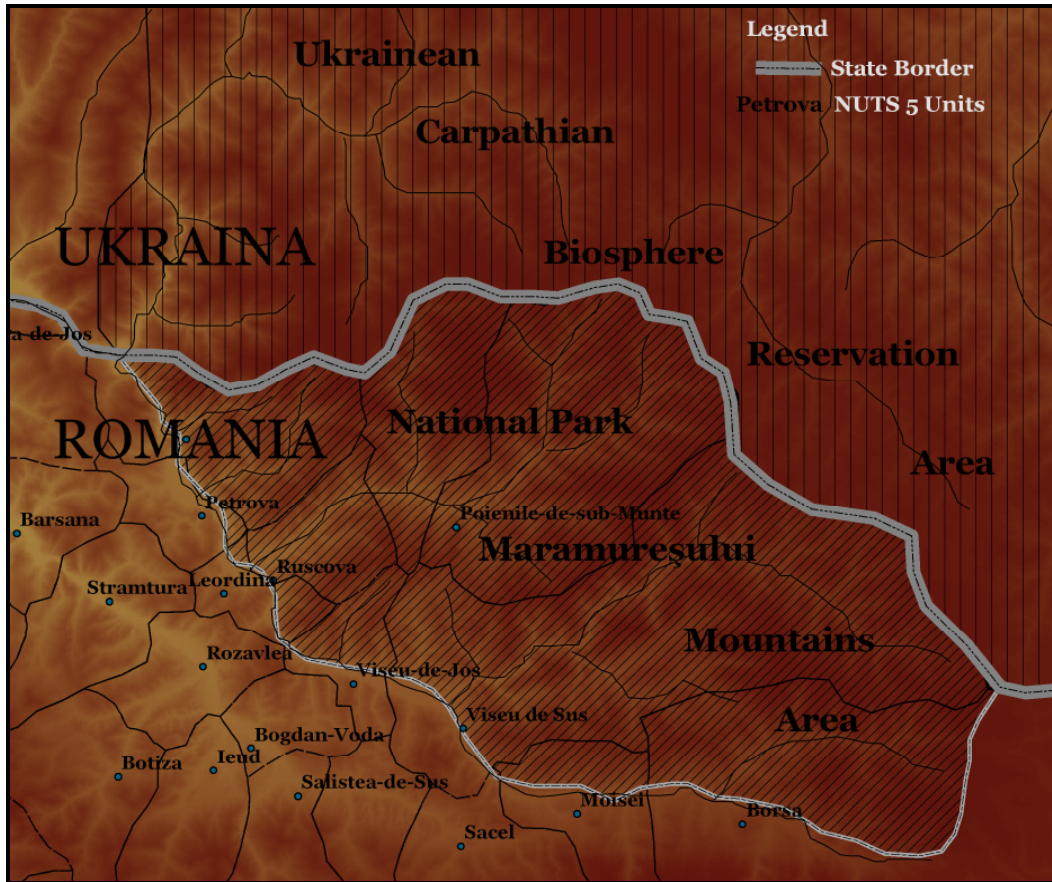 Legend
State Border
Petrova NUTS 5 Units
Ukrainean
Carpathian
UKRAINA
Biosphere
a-de-Jos
Reservation
ROMANIA
National Park
Area
Petrova
Barsana
Poienile-de-sub-Munte
Maramureşului
Ruscova
Leordina
Stramtura
Mountains
Rozavlea
Viseu-de-Jos
Viseu de Sus
Area
Bogdan-Voda
Botiza
Ieud
Salistea-de-Sus
Moisei
Borsa
Sacel